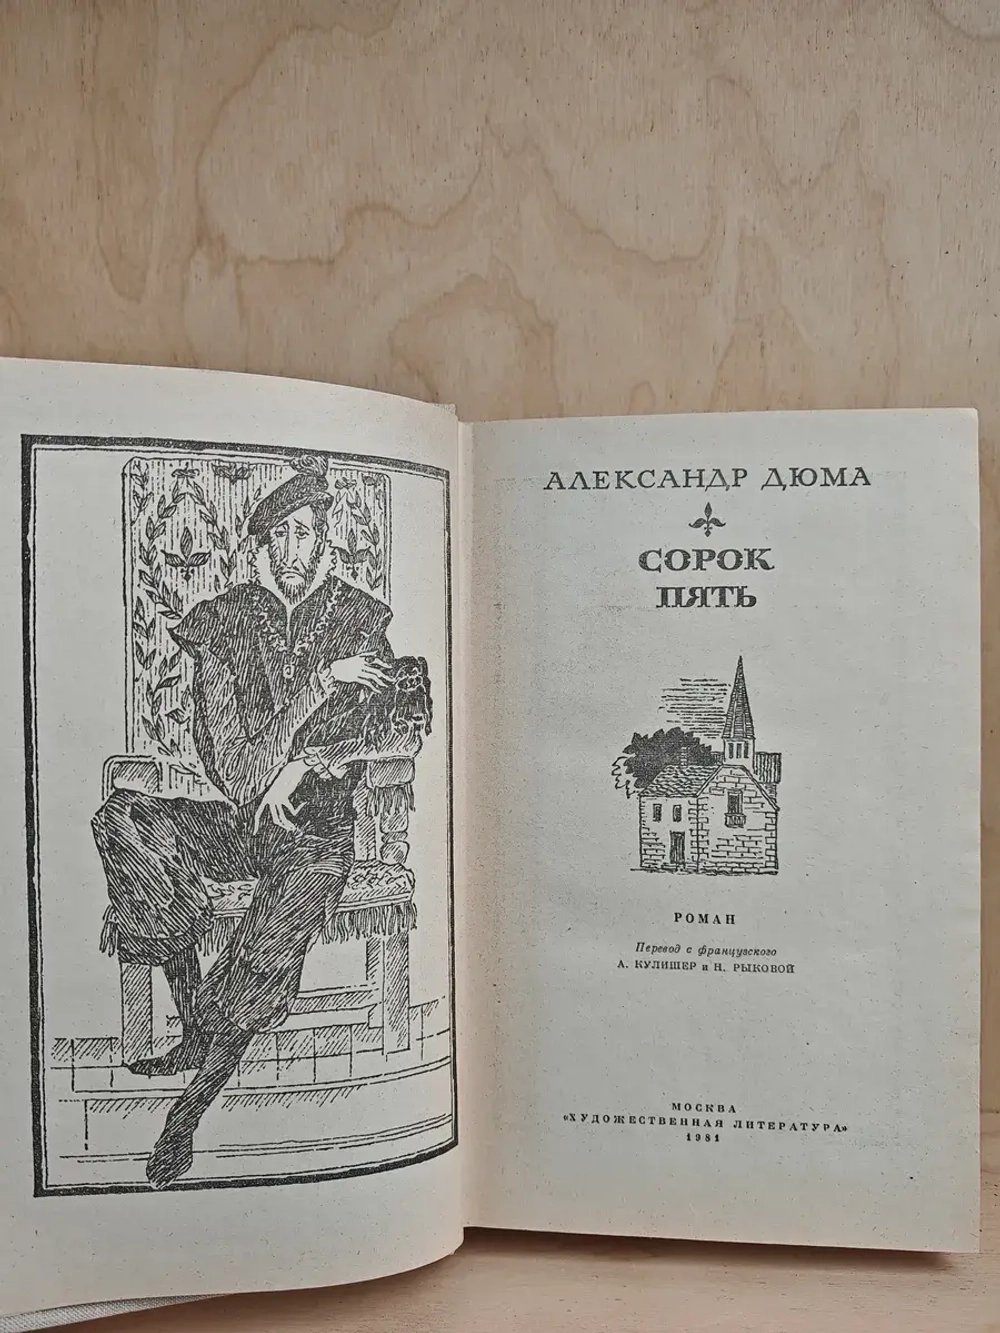 АЛЕКСАНДР ДЮМА
СОРОК
ПЯТЬ
РОМАН
Перевод с французского
А. КУЛИШЕР и Н. РЫКОВОЙ
МОСКВА
«ХУДОЖЕСТВЕННАЯ ЛИТЕРАТУРА»
1981